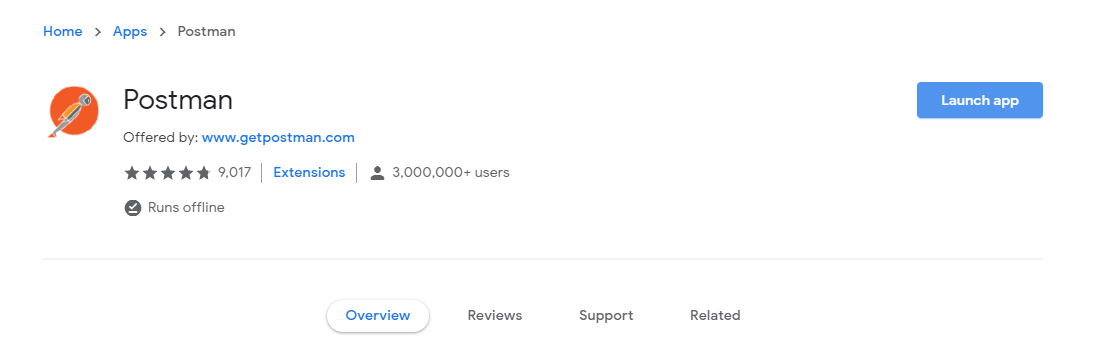 Home > Apps > Postman
Postman
Launch app
Offered by: www.getpostman.com
9,017 Extensions 3,000,000+ users
Runs offline
Overview Reviews Support Related